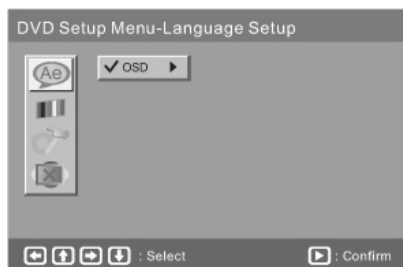 DVD Setup Menu-Language Setup
Ae
OSD
: Select
: Confirm